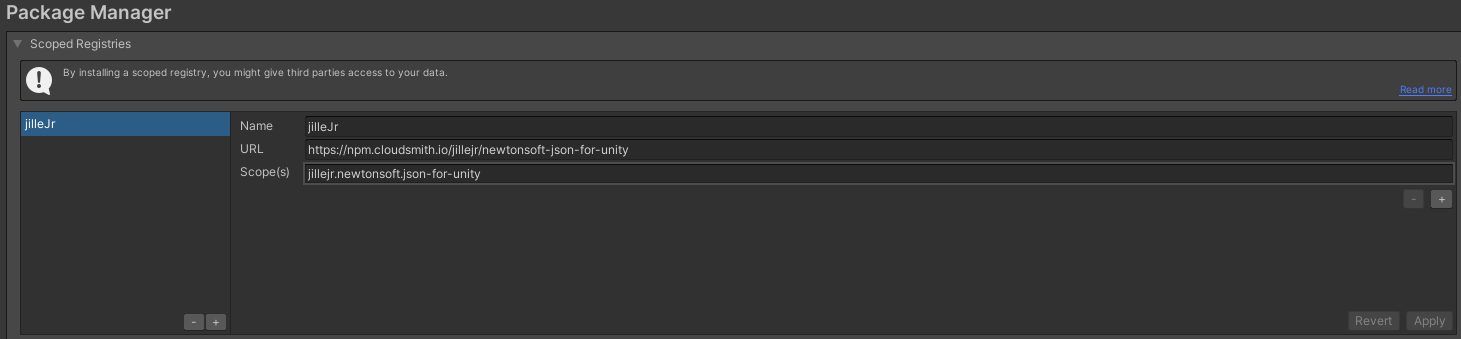 Package Manager
Scoped Registries
By installing a scoped registry, you might give third parties access to your data.
Read more
jilleJr
Name
jilleJr
URL
https://npm.cloudsmith.io/jillejr/newtonsoft-json-for-unity
Scope(s)
jillejr.newtonsoft.json-for-unity
- +
- +
Revert Apply